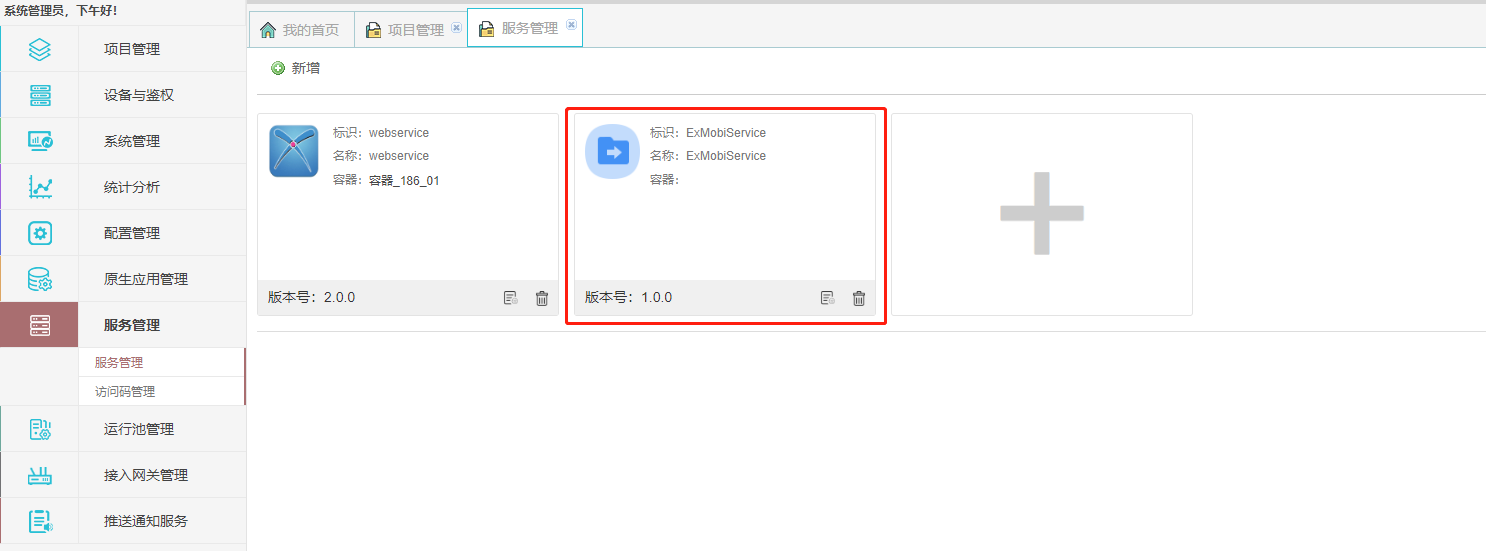 系统管理员，下午好！
项目管理
设备与鉴权
系统管理
统计分析
配置管理
原生应用管理
服务管理
服务管理
访问码管理
运行池管理
接入网关管理
推送通知服务
我的首页
项目管理
服务管理
新增
标识：webservice
名称：webservice
容器：容器_186_01
版本号：2.0.0
标识：ExMobiService
名称：ExMobiService
容器：
版本号：1.0.0